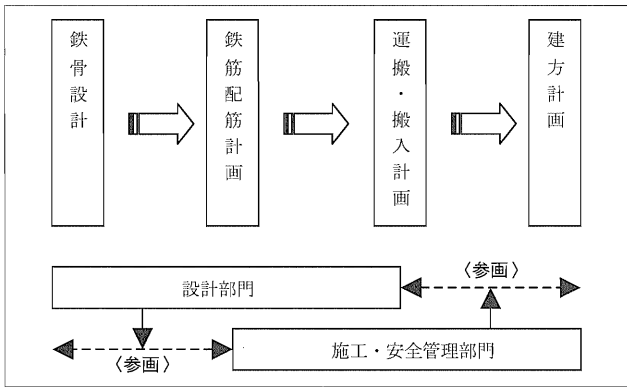 鉄骨設計
鉄筋配筋計画
運搬・搬入計画
建方計画
〈参画〉
設計部門
〈参画〉
施工・安全管理部門